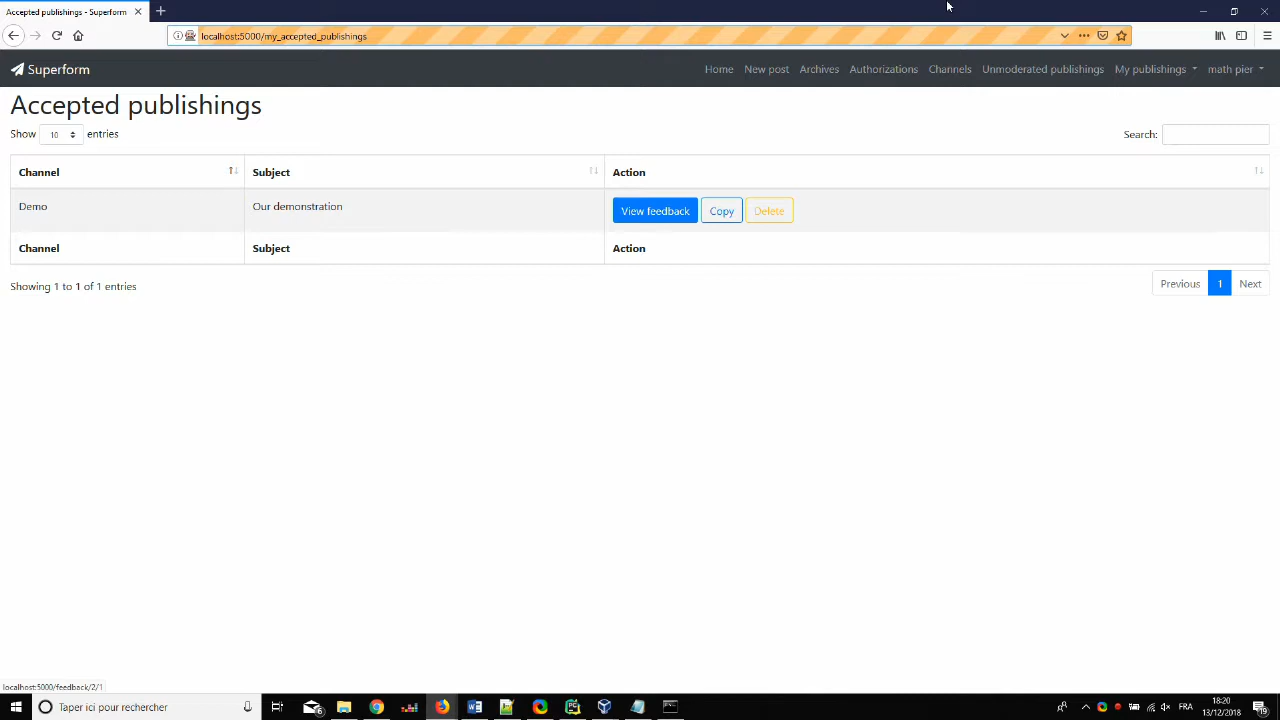 Accepted publishings - Superform
localhost:5000/my_accepted_publishings
Superform
Home New post Archives Authorizations Channels Unmoderated publishings My publishings math pier
Accepted publishings
Show 10 entries
Search:
Channel Subject Action
Demo Our demonstration View feedback Copy Delete
Channel Subject Action
Showing 1 to 1 of 1 entries
Previous 1 Next
localhost:5000/feedback/2/1
Taper ici pour rechercher
FRA
18:20
13/12/2018